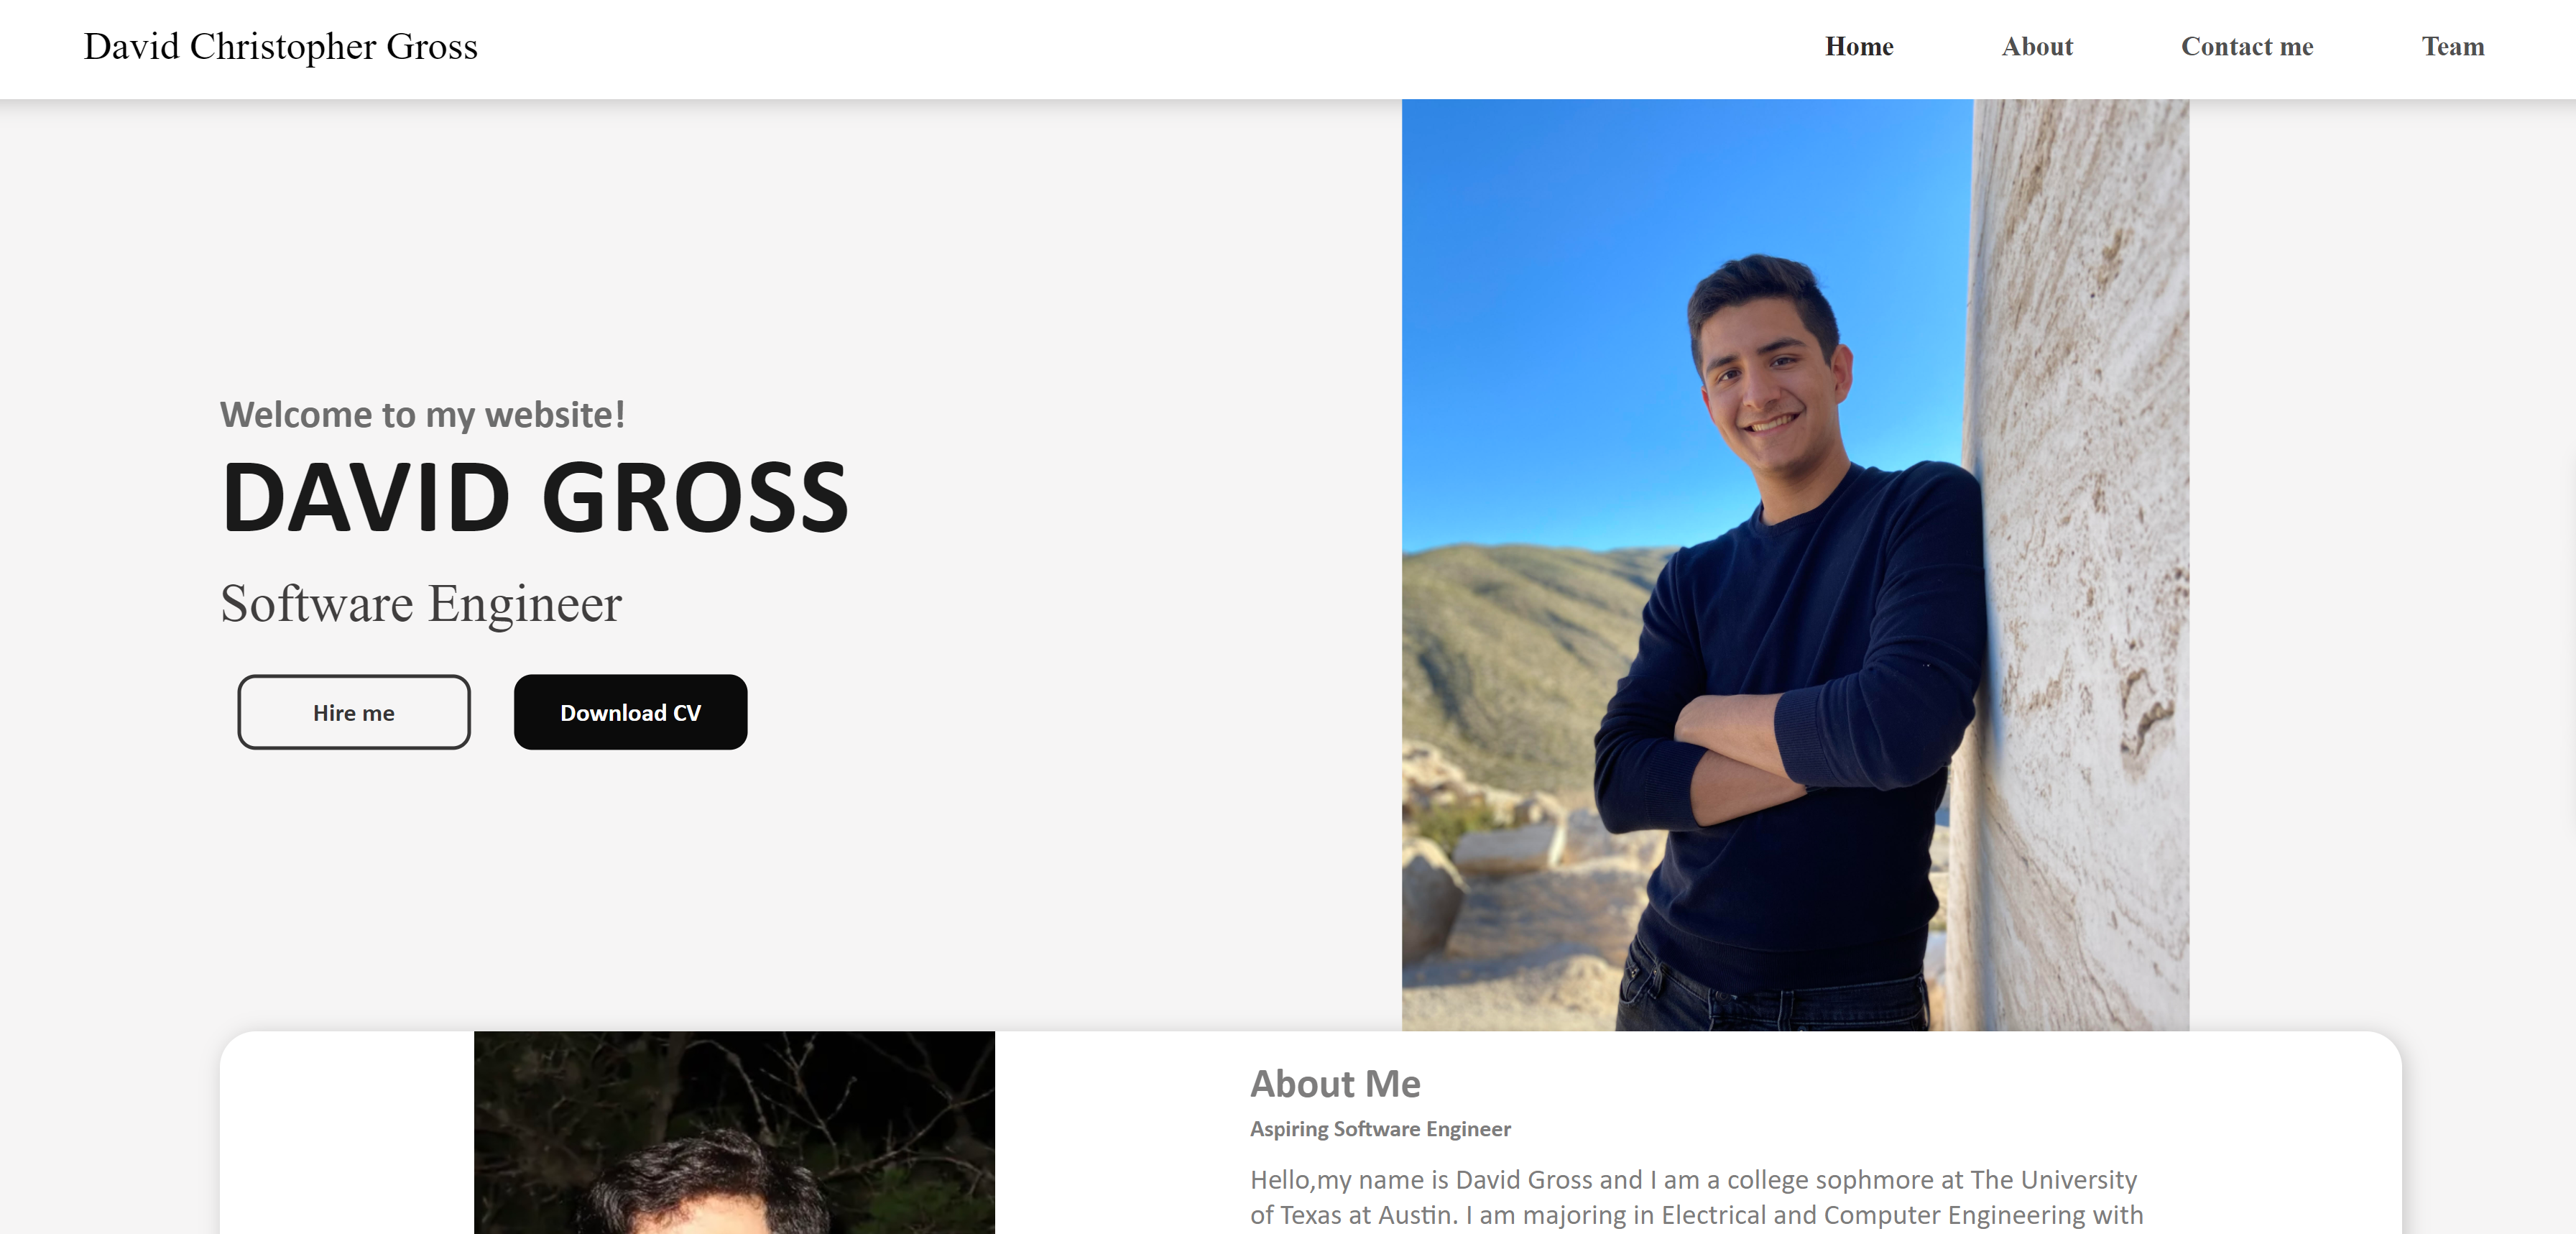 David Christopher Gross
Home
About
Contact me
Team
Welcome to my website!
DAVID GROSS
Software Engineer
Hire me
Download CV
About Me
Aspiring Software Engineer
Hello,my name is David Gross and I am a college sophmore at The University
of Texas at Austin. I am majoring in Electrical and Computer Engineering with